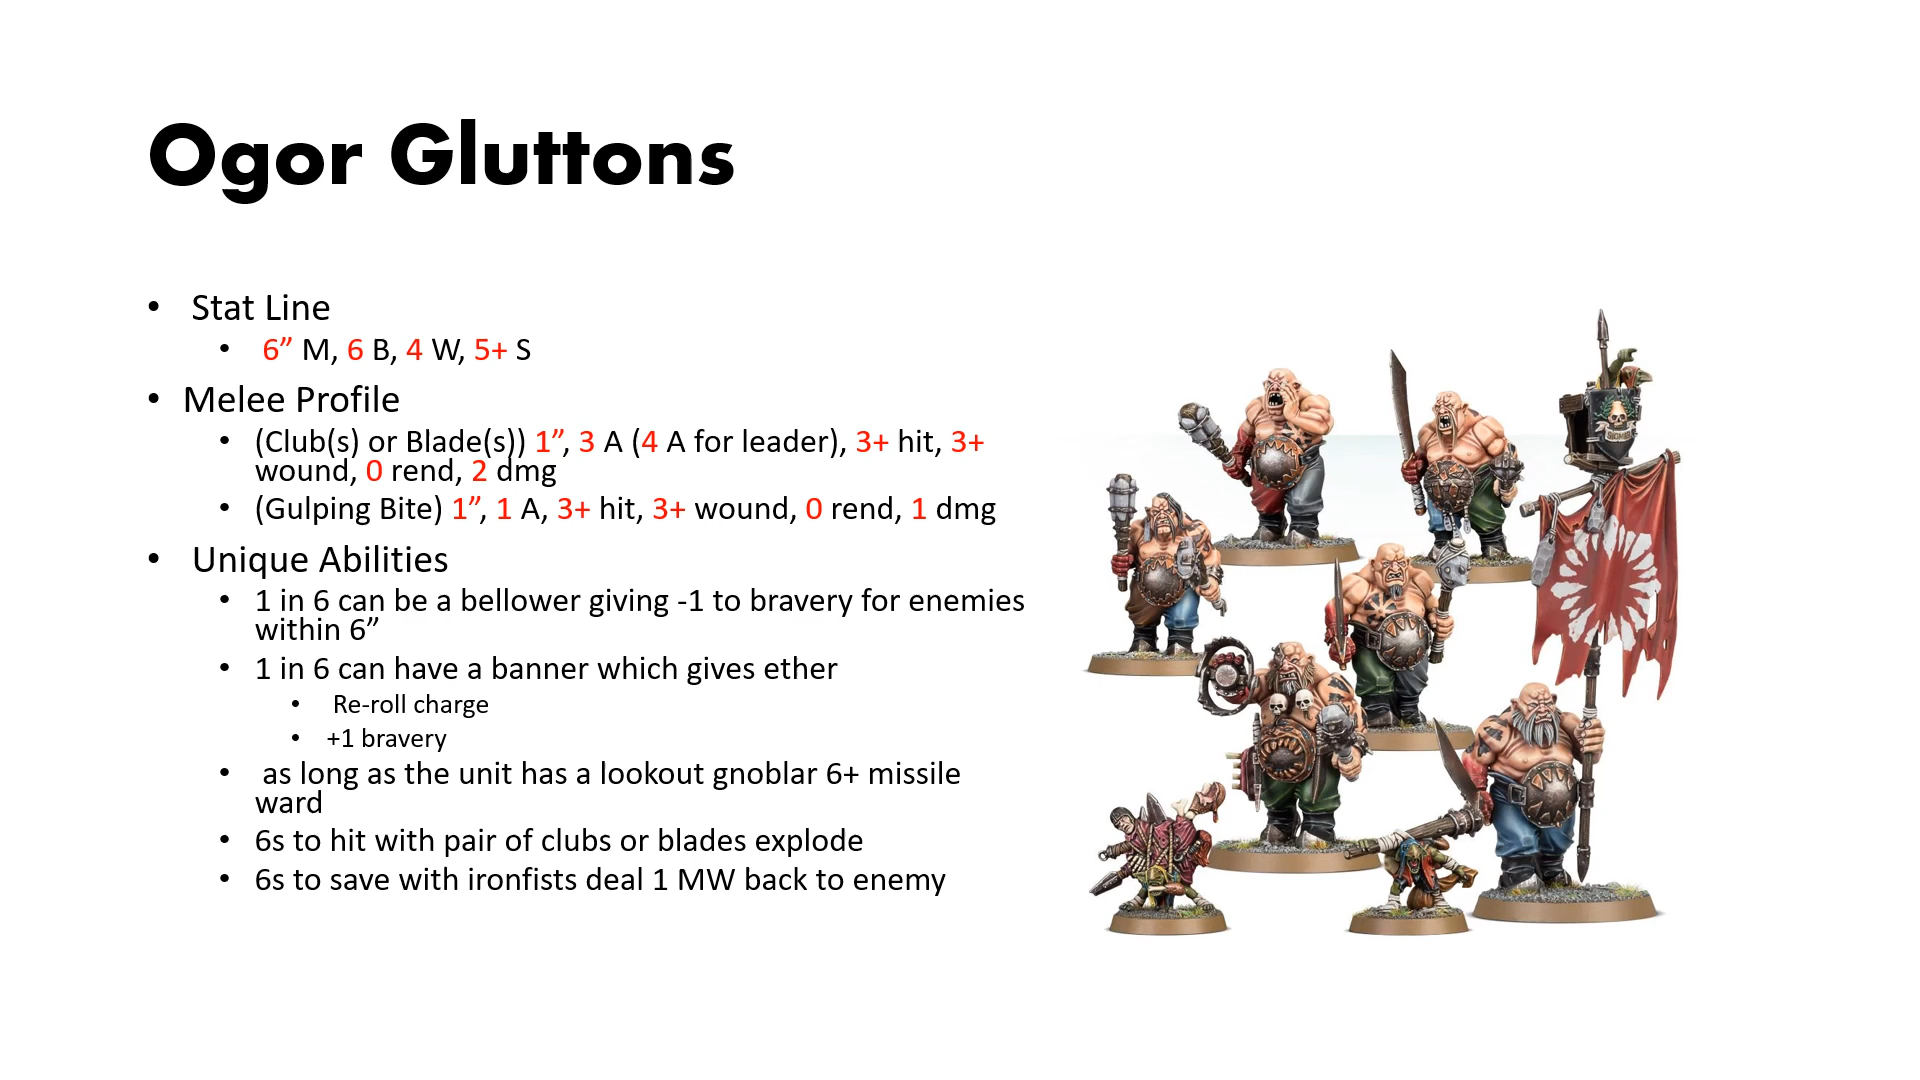 Ogor Gluttons
• Stat Line
• 6” M, 6 B, 4 W, 5+ S
• Melee Profile
• (Club(s) or Blade(s)) 1”, 3 A (4 A for leader), 3+ hit, 3+
wound, 0 rend, 2 dmg
• (Gulping Bite) 1”, 1 A, 3+ hit, 3+ wound, 0 rend, 1 dmg
• Unique Abilities
• 1 in 6 can be a bellower giving -1 to bravery for enemies
within 6”
• 1 in 6 can have a banner which gives ether
• Re-roll charge
• +1 bravery
• as long as the unit has a lookout gnoblar 6+ missile
ward
• 6s to hit with pair of clubs or blades explode
• 6s to save with ironfists deal 1 MW back to enemy